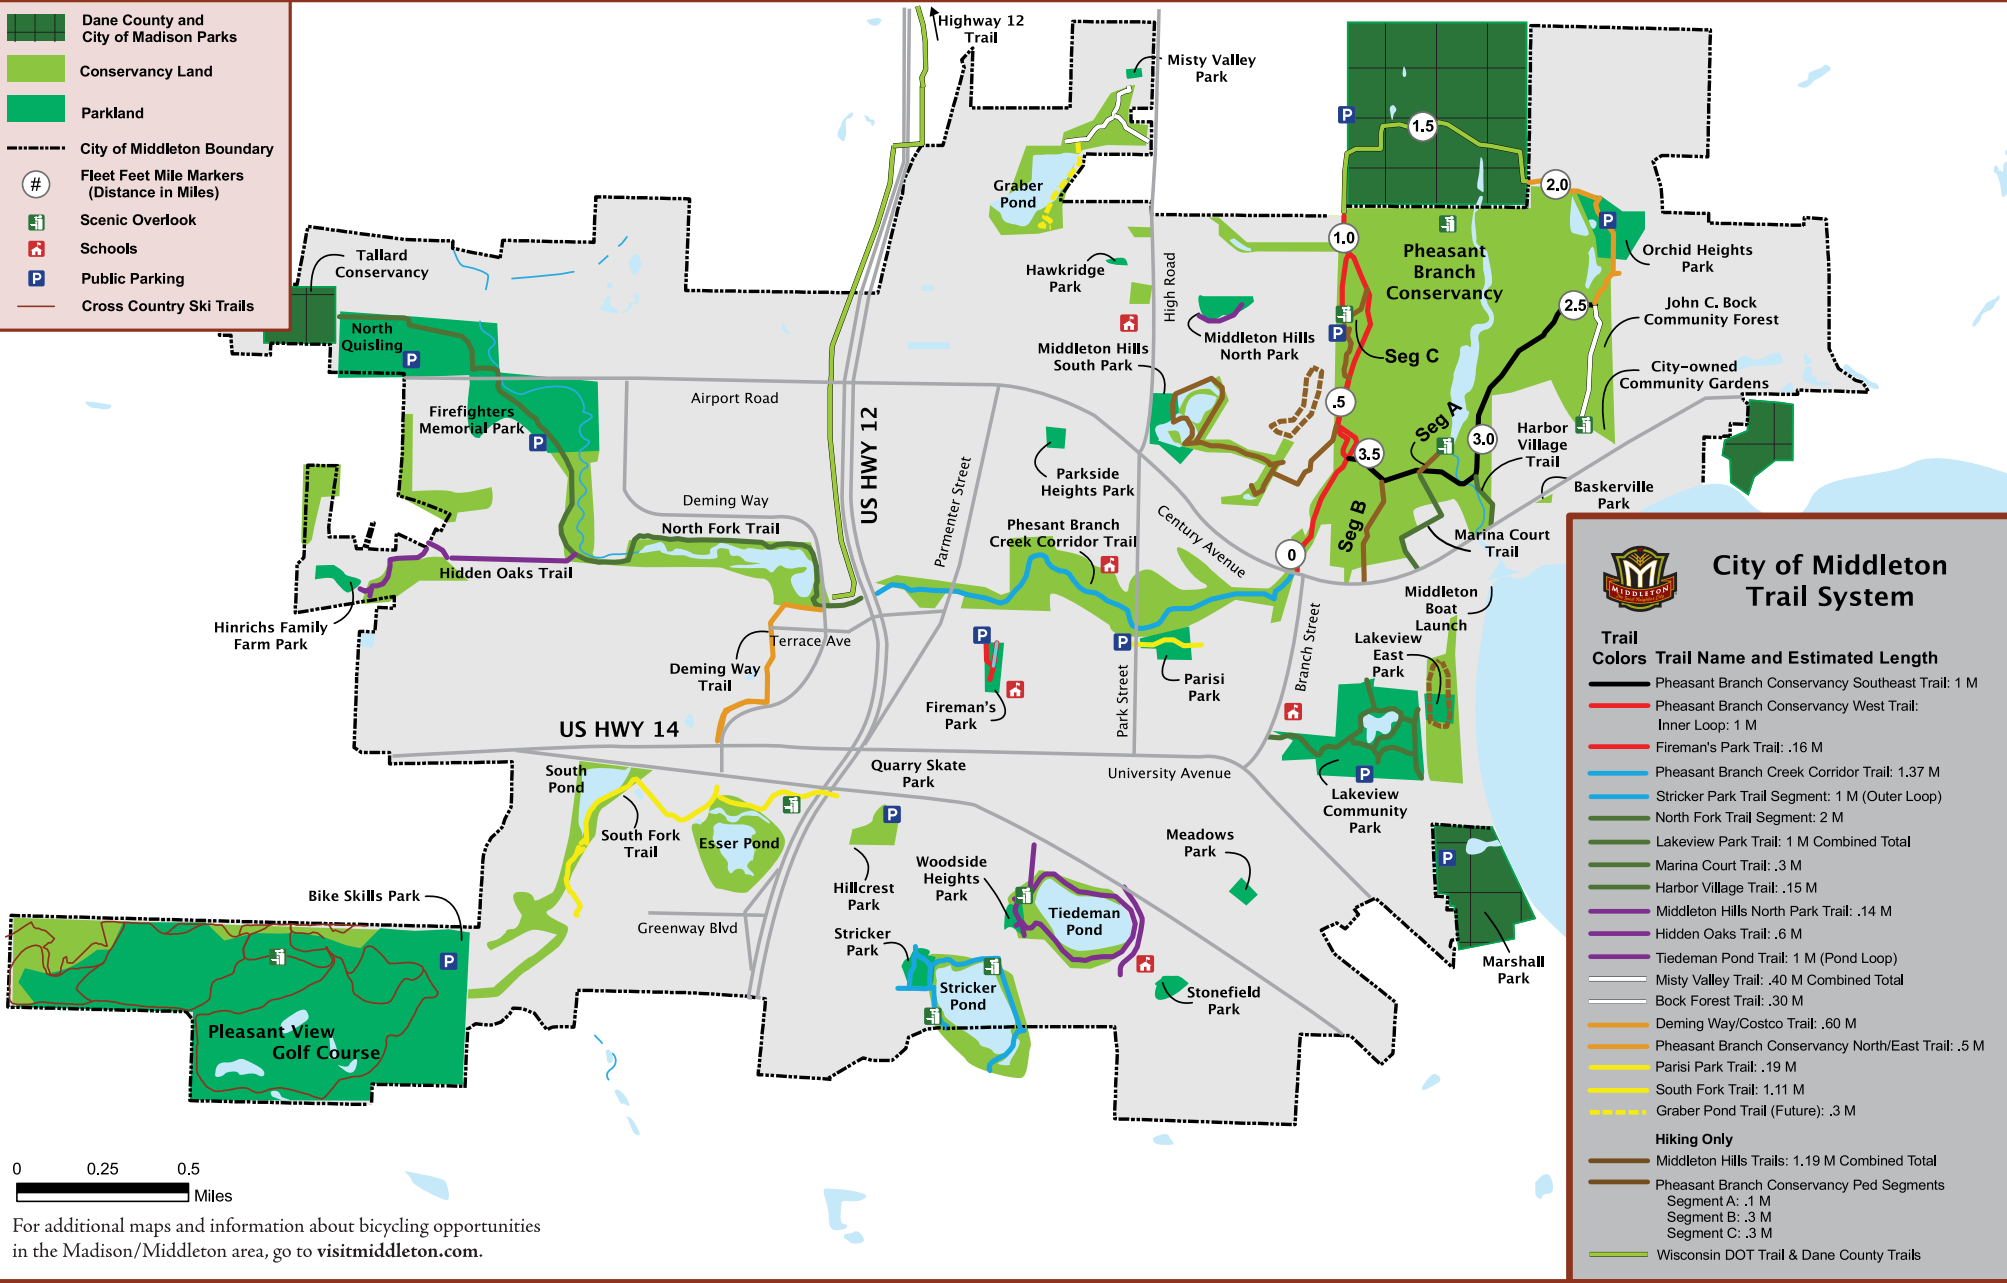 Dane County and
City of Madison Parks
Conservancy Land
Parkland
City of Middleton Boundary
#
Fleet Feet Mile Markers
(Distance in Miles)
Scenic Overlook
Schools
P
Public Parking
Cross Country Ski Trails
Highway 12
Trail
Misty Valley
Park
P
1.5
2.0
Graber
Pond
P
1.0
Pheasant
Branch
Conservancy
Orchid Heights
Park
Tallard
Conservancy
Hawkridge
Park
High Road
2.5
John C. Bock
Community Forest
North
Quisling
P
Middleton Hills
North Park
P
Seg C
Middleton Hills
South Park
City-owned
Community Gardens
Airport Road
US HWY 12
.5
Seg A
Firefighters
Memorial Park
P
3.0
Harbor
Village
Trail
3.5
Parkside
Heights Park
Parmenter Street
Baskerville
Park
Deming Way
North Fork Trail
Phesant Branch
Creek Corridor Trail
Century Avenue
Seg B
Marina Court
Trail
0
Hidden Oaks Trail
Middleton
Boat
Launch
Hinrichs Family
Farm Park
Terrace Ave
P
P
Branch Street
Lakeview
East
Park
Deming Way
Trail
Parisi
Park
Park Street
Fireman's
Park
US HWY 14
Quarry Skate
Park
University Avenue
South
Pond
P
Lakeview
Community
Park
South Fork
Trail
Esser Pond
P
Meadows
Park
P
Hillcrest
Park
Woodside
Heights
Park
Bike Skills Park
Tiedeman
Pond
Greenway Blvd
Stricker
Park
P
Marshall
Park
Stricker
Pond
Stonefield
Park
Pleasant View
Golf Course
MIDDLETON
City of Middleton
Trail System
Trail
Colors
Trail Name and Estimated Length
Pheasant Branch Conservancy Southeast Trail: 1 M
Pheasant Branch Conservancy West Trail:
Inner Loop: 1 M
Fireman's Park Trail: .16 M
Pheasant Branch Creek Corridor Trail: 1.37 M
Stricker Park Trail Segment: 1 M (Outer Loop)
North Fork Trail Segment: 2 M
Lakeview Park Trail: 1 M Combined Total
Marina Court Trail: .3 M
Harbor Village Trail: .15 M
Middleton Hills North Park Trail: .14 M
Hidden Oaks Trail: .6 M
Tiedeman Pond Trail: 1 M (Pond Loop)
Misty Valley Trail: .40 M Combined Total
Bock Forest Trail: .30 M
Deming Way/Costco Trail: .60 M
Pheasant Branch Conservancy North/East Trail: .5 M
Parisi Park Trail: .19 M
South Fork Trail: 1.11 M
Graber Pond Trail (Future): .3 M
Hiking Only
Middleton Hills Trails: 1.19 M Combined Total
Pheasant Branch Conservancy Ped Segments
Segment A: .1 M
Segment B: .3 M
Segment C: .3 M
Wisconsin DOT Trail & Dane County Trails
0 0.25 0.5
Miles
For additional maps and information about bicycling opportunities
in the Madison/Middleton area, go to visitmiddleton.com.